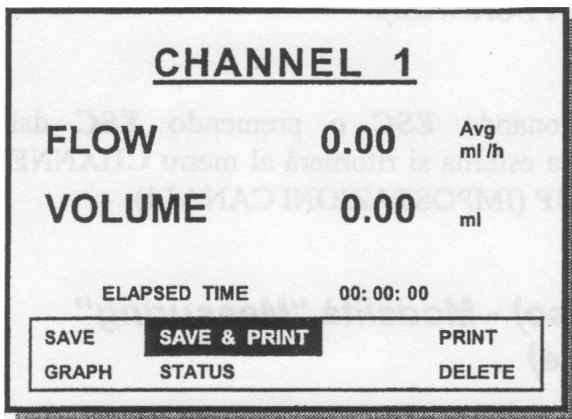 CHANNEL 1
FLOW 0.00 Avg ml /h
VOLUME 0.00 ml
ELAPSED TIME 00: 00: 00
SAVE SAVE & PRINT PRINT
GRAPH STATUS DELETE